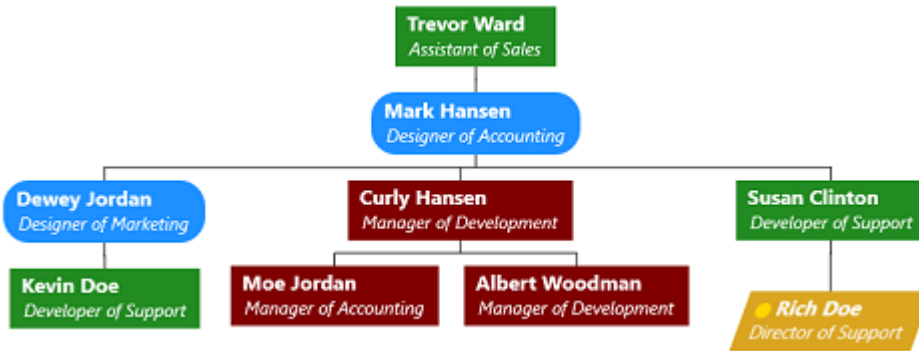 Trevor Ward
Assistant of Sales
Mark Hansen
Designer of Accounting
Dewey Jordan
Designer of Marketing
Curly Hansen
Manager of Development
Susan Clinton
Developer of Support
Kevin Doe
Developer of Support
Moe Jordan
Manager of Accounting
Albert Woodman
Manager of Development
Rich Doe
Director of Support